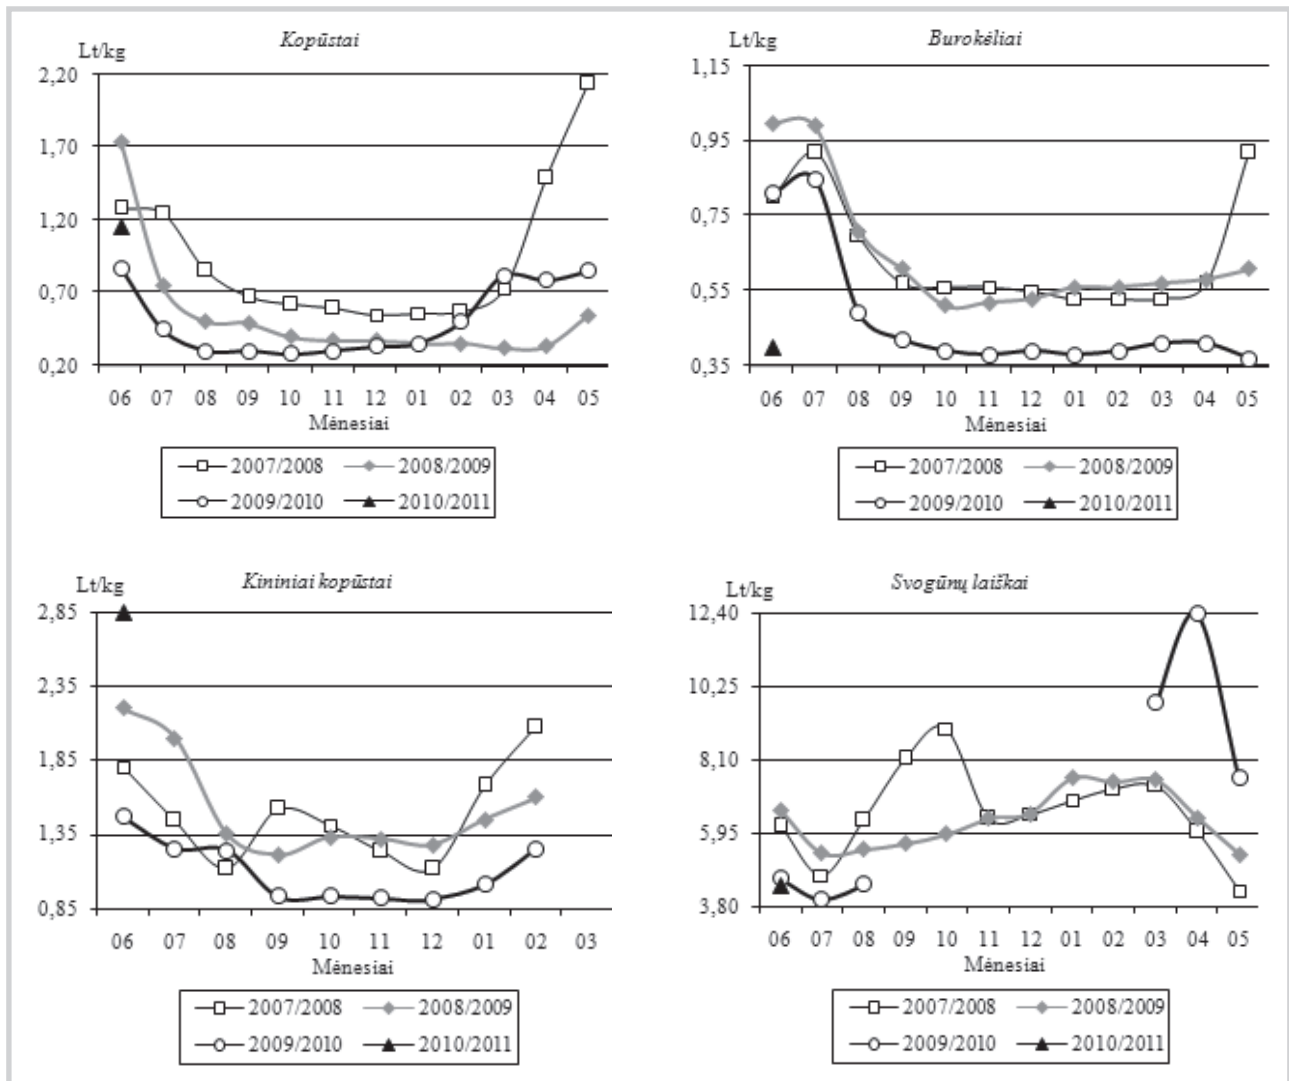 Kopūstai
Lt/kg
2,20
1,70
1,20
0,70
0,20
06 07 08 09 10 11 12 01 02 03 04 05
Mėnesiai
2007/2008 2008/2009
2009/2010 2010/2011
Burokėliai
Lt/kg
1,15
0,95
0,75
0,55
0,35
06 07 08 09 10 11 12 01 02 03 04 05
Mėnesiai
2007/2008 2008/2009
2009/2010 2010/2011
Kininiai kopūstai
Lt/kg
2,85
2,35
1,85
1,35
0,85
06 07 08 09 10 11 12 01 02 03
Mėnesiai
2007/2008 2008/2009
2009/2010 2010/2011
Svogūnų laiškai
Lt/kg
12,40
10,25
8,10
5,95
3,80
06 07 08 09 10 11 12 01 02 03 04 05
Mėnesiai
2007/2008 2008/2009
2009/2010 2010/2011